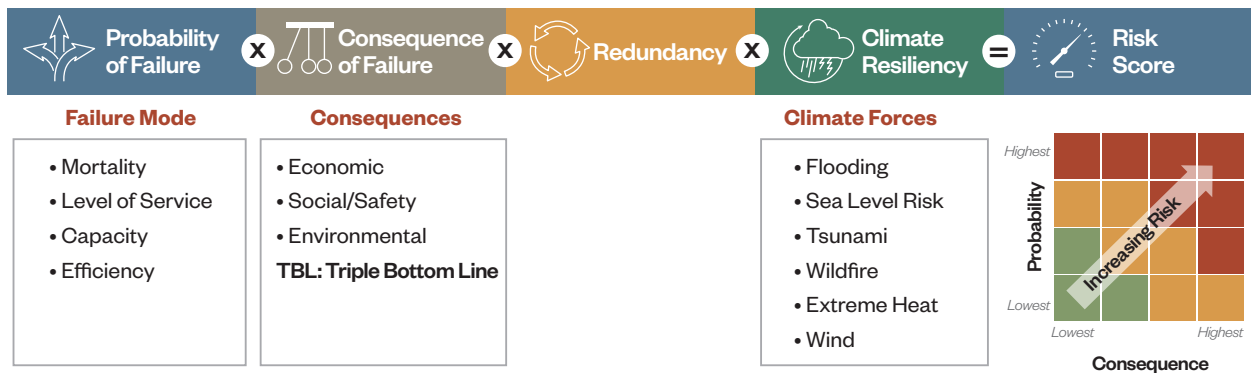 Probability
of Failure
X
Consequence
of Failure
X
Redundancy
X
Climate
Resiliency
=
Risk
Score
Failure Mode
• Mortality
• Level of Service
• Capacity
• Efficiency
Consequences
• Economic
• Social/Safety
• Environmental
TBL: Triple Bottom Line
Climate Forces
• Flooding
• Sea Level Risk
• Tsunami
• Wildfire
• Extreme Heat
• Wind
Highest
Probability
Increasing Risk
Lowest
Lowest
Highest
Consequence